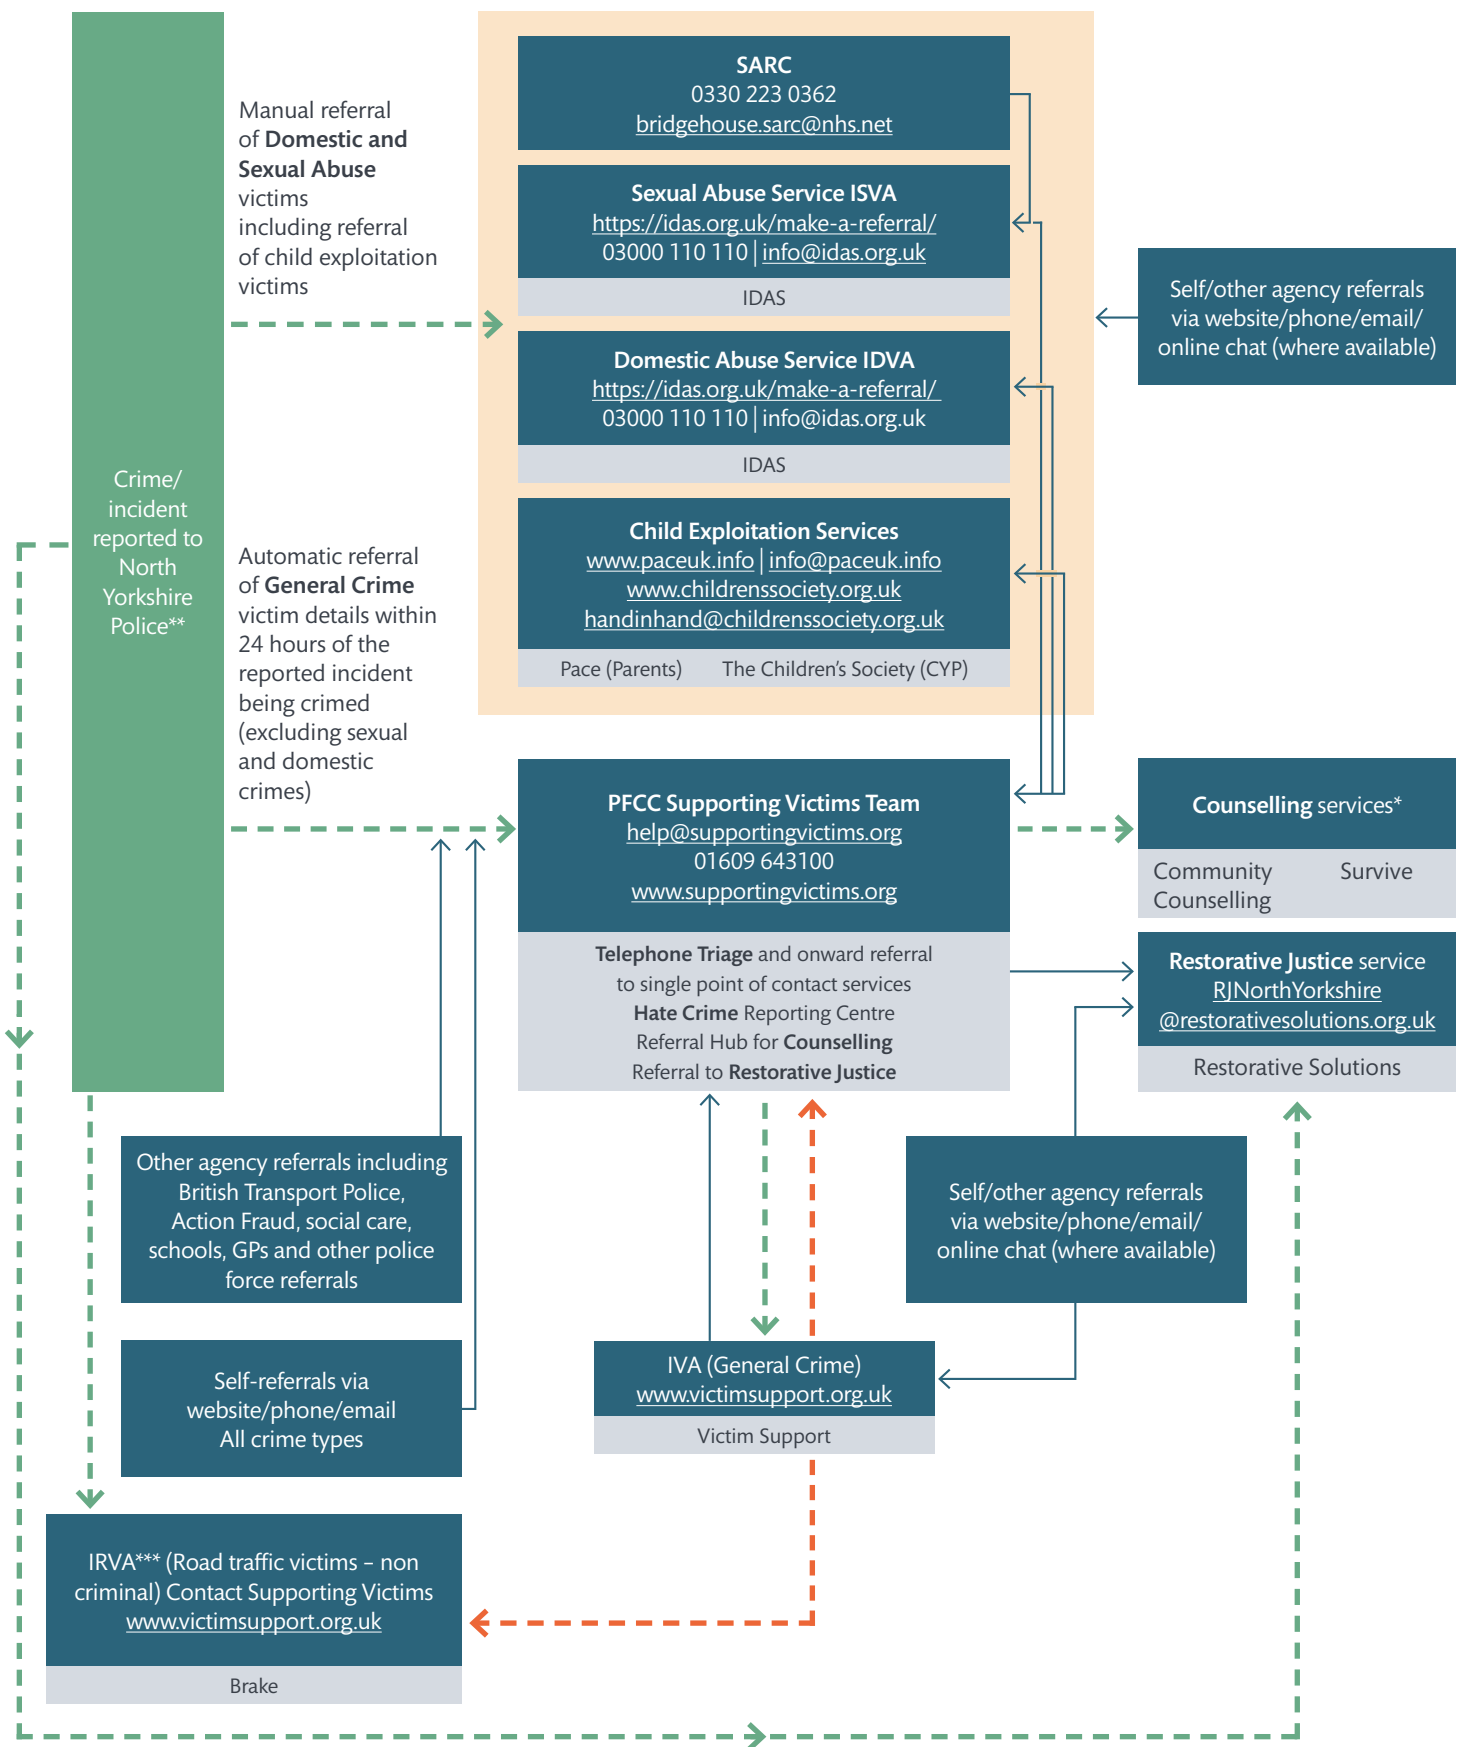 Crime/
incident
reported to
North
Yorkshire
Police**
Manual referral
of Domestic and
Sexual Abuse
victims
including referral
of child exploitation
victims
Automatic referral
of General Crime
victim details within
24 hours of the
reported incident
being crimed
(excluding sexual
and domestic
crimes)
SARC
0330 223 0362
bridgehouse.sarc@nhs.net
Sexual Abuse Service ISVA
https://idas.org.uk/make-a-referral/
03000 110 110 | info@idas.org.uk
IDAS
Domestic Abuse Service IDVA
https://idas.org.uk/make-a-referral/
03000 110 110 | info@idas.org.uk
IDAS
Child Exploitation Services
www.paceuk.info | info@paceuk.info
www.childrenssociety.org.uk
handinhand@childrenssociety.org.uk
Pace (Parents) The Children's Society (CYP)
Self/other agency referrals
via website/phone/email/
online chat (where available)
PFCC Supporting Victims Team
help@supportingvictims.org
01609 643100
www.supportingvictims.org
Telephone Triage and onward referral
to single point of contact services
Hate Crime Reporting Centre
Referral Hub for Counselling
Referral to Restorative Justice
Counselling services*
Community Survive
Counselling
Restorative Justice service
RJNorthYorkshire
@restorativesolutions.org.uk
Restorative Solutions
Other agency referrals including
British Transport Police,
Action Fraud, social care,
schools, GPs and other police
force referrals
Self/other agency referrals
via website/phone/email/
online chat (where available)
Self-referrals via
website/phone/email
All crime types
IVA (General Crime)
www.victimsupport.org.uk
Victim Support
IRVA*** (Road traffic victims – non
criminal) Contact Supporting Victims
www.victimsupport.org.uk
Brake